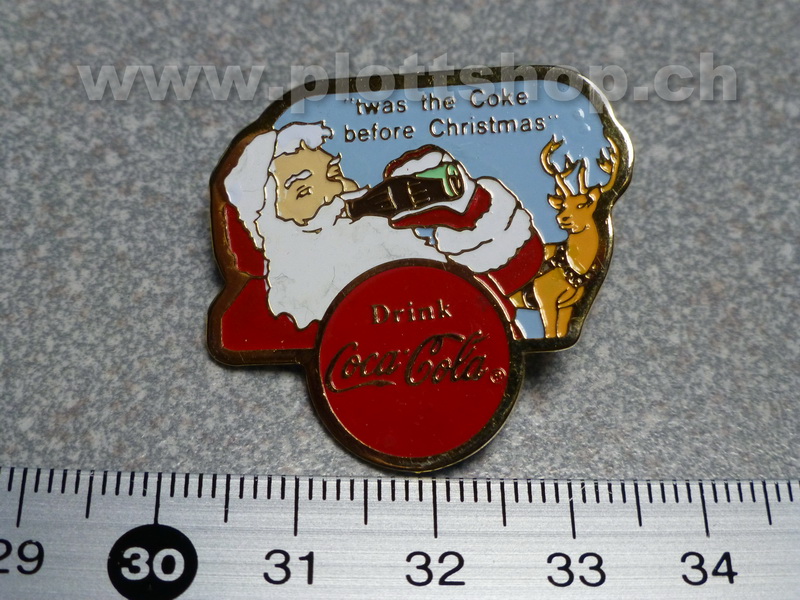 www.plottshop.ch
"twas the Coke
before Christmas"
Drink
Coca-Cola®
29 30 31 32 33 34